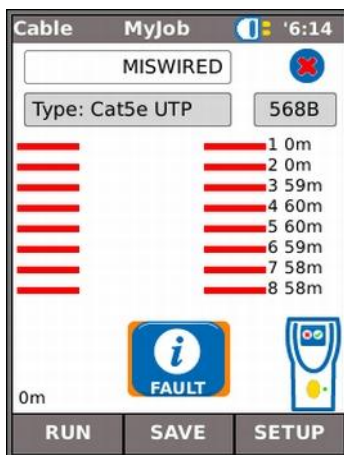 Cable MyJob '6:14
MISWIRED
Type: Cat5e UTP 568B
1 0m
2 0m
3 59m
4 60m
5 60m
6 59m
7 58m
8 58m
i
FAULT
0m
RUN SAVE SETUP